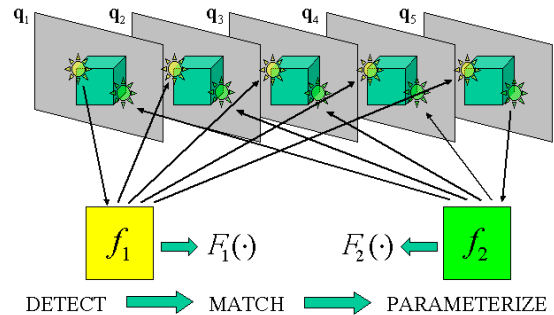 q₁ q₂ q₃ q₄ q₅
f₁ F₁(·) F₂(·) f₂
DETECT MATCH PARAMETERIZE